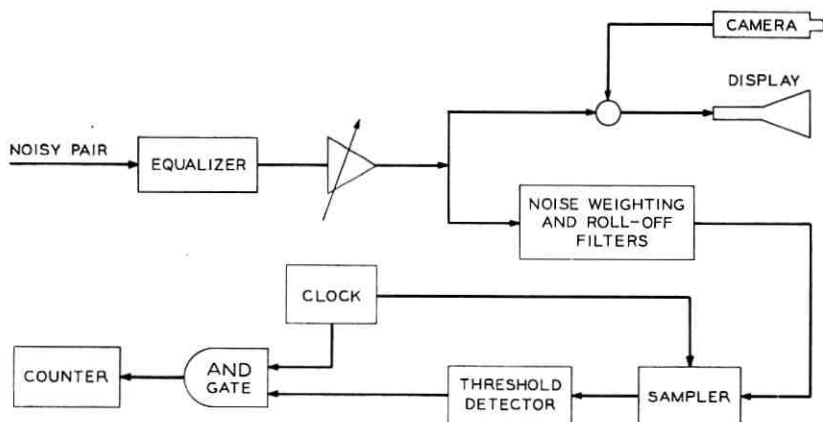 CAMERA
DISPLAY
NOISY PAIR
EQUALIZER
NOISE WEIGHTING
AND ROLL-OFF
FILTERS
CLOCK
COUNTER
AND
GATE
THRESHOLD
DETECTOR
SAMPLER